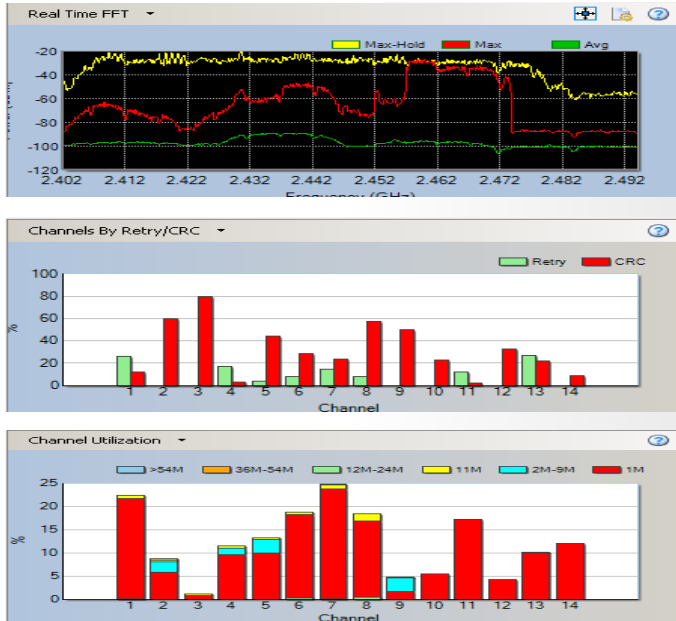 Real Time FFT
Max-Hold Max Avg
-20
-40
-60
-80
-100
-120
2.402 2.412 2.422 2.432 2.442 2.452 2.462 2.472 2.482 2.492
Frequency (GHz)
Channels By Retry/CRC
Retry CRC
100
80
60
40
20
0
%
1 2 3 4 5 6 7 8 9 10 11 12 13 14
Channel
Channel Utilization
>54M 36M-54M 12M-24M 11M 2M-9M 1M
25
20
15
10
5
0
%
1 2 3 4 5 6 7 8 9 10 11 12 13 14
Channel